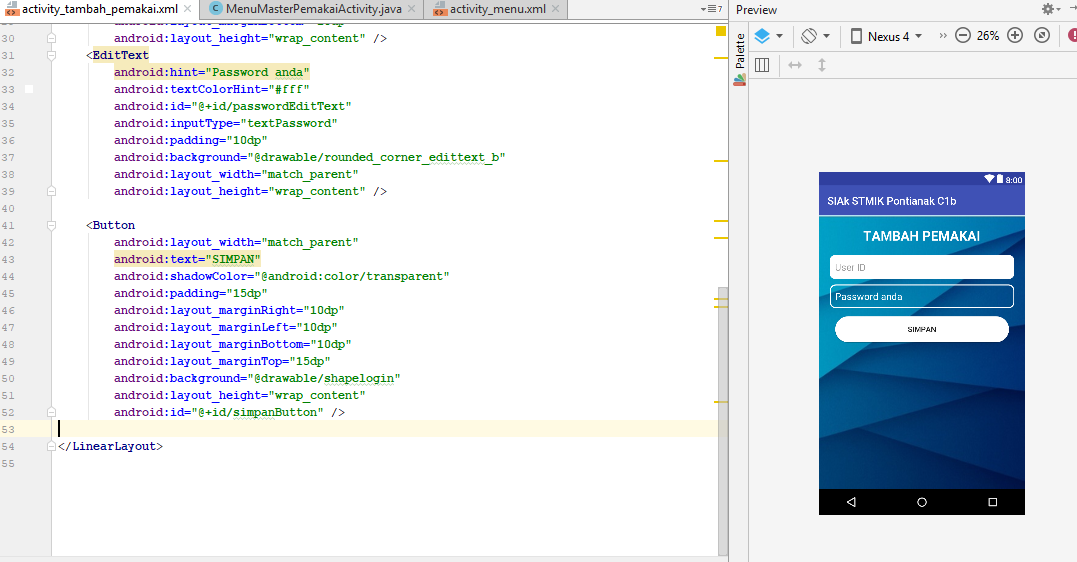 activity_tambah_pemakai.xml MenuMasterPemakaiActivity.java activity_menu.xml 7
30 android:layout_height="wrap_content" />
31 <EditText
32 android:hint="Password anda"
33 android:textColorHint="#fff"
34 android:id="@+id/passwordEditText"
35 android:inputType="textPassword"
36 android:padding="10dp"
37 android:background="@drawable/rounded_corner_edittext_b"
38 android:layout_width="match_parent"
39 android:layout_height="wrap_content" />
40
41 <Button
42 android:layout_width="match_parent"
43 android:text="SIMPAN"
44 android:shadowColor="@android:color/transparent"
45 android:padding="15dp"
46 android:layout_marginRight="10dp"
47 android:layout_marginLeft="10dp"
48 android:layout_marginBottom="10dp"
49 android:layout_marginTop="15dp"
50 android:background="@drawable/shapelogin"
51 android:layout_height="wrap_content"
52 android:id="@+id/simpanButton" />
53
54 </LinearLayout>
55
Preview
Palette
Nexus 4 26%
8:00
SIAk STMIK Pontianak C1b
TAMBAH PEMAKAI
User ID
Password anda
SIMPAN